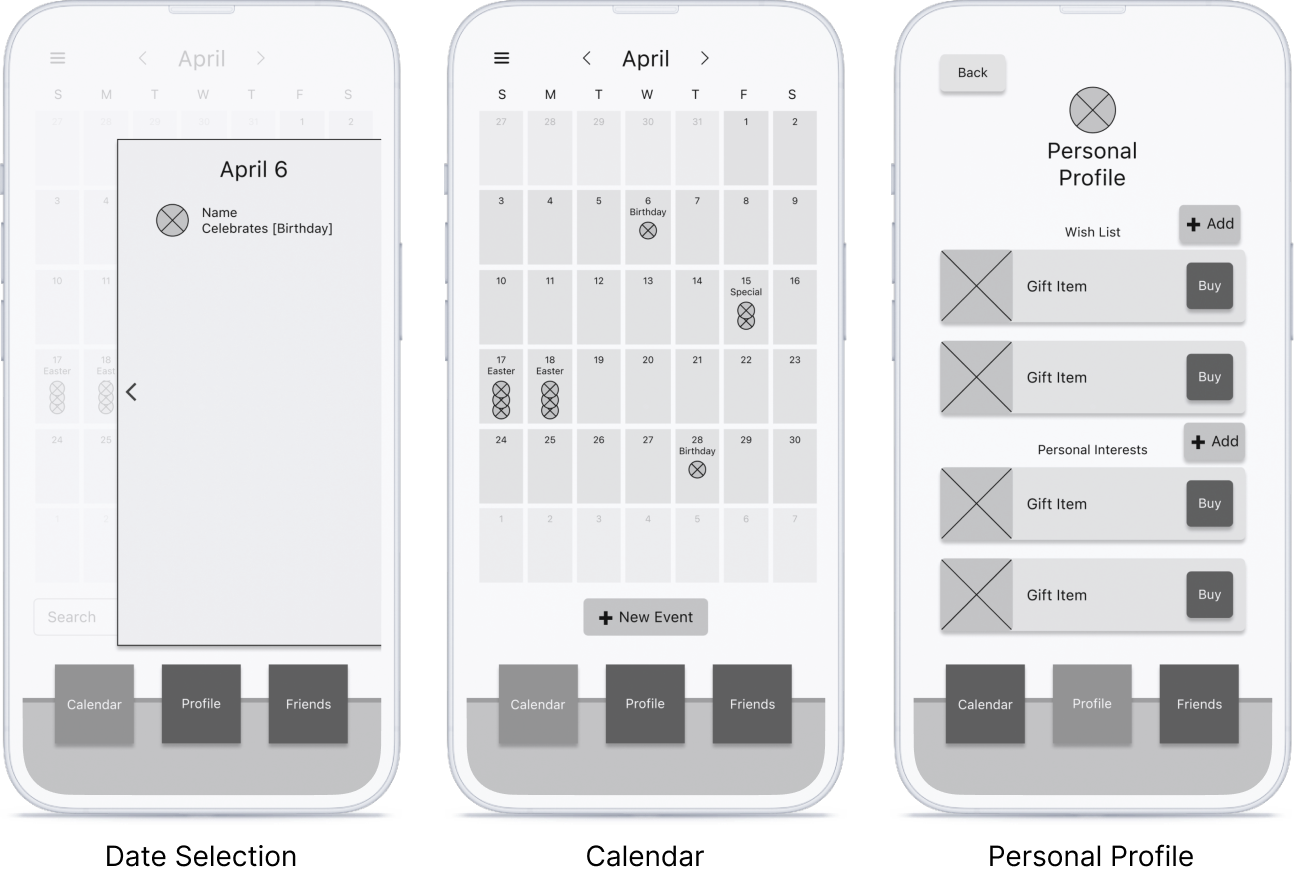 April
S M T W T F S
27 28 29 30 31 1 2
April 6
Name
Celebrates [Birthday]
3 4
10 11
17 18
Easter East
24 25
1 2
Search
Calendar Profile Friends
Date Selection
April
S M T W T F S
27 28 29 30 31 1 2
3 4 5 6 7 8 9
Birthday
10 11 12 13 14 15 16
Special
17 18 19 20 21 22 23
Easter Easter
24 25 26 27 28 29 30
Birthday
1 2 3 4 5 6 7
+ New Event
Calendar Profile Friends
Calendar
Back
Personal
Profile
Wish List + Add
Gift Item Buy
Gift Item Buy
Personal Interests + Add
Gift Item Buy
Gift Item Buy
Calendar Profile Friends
Personal Profile